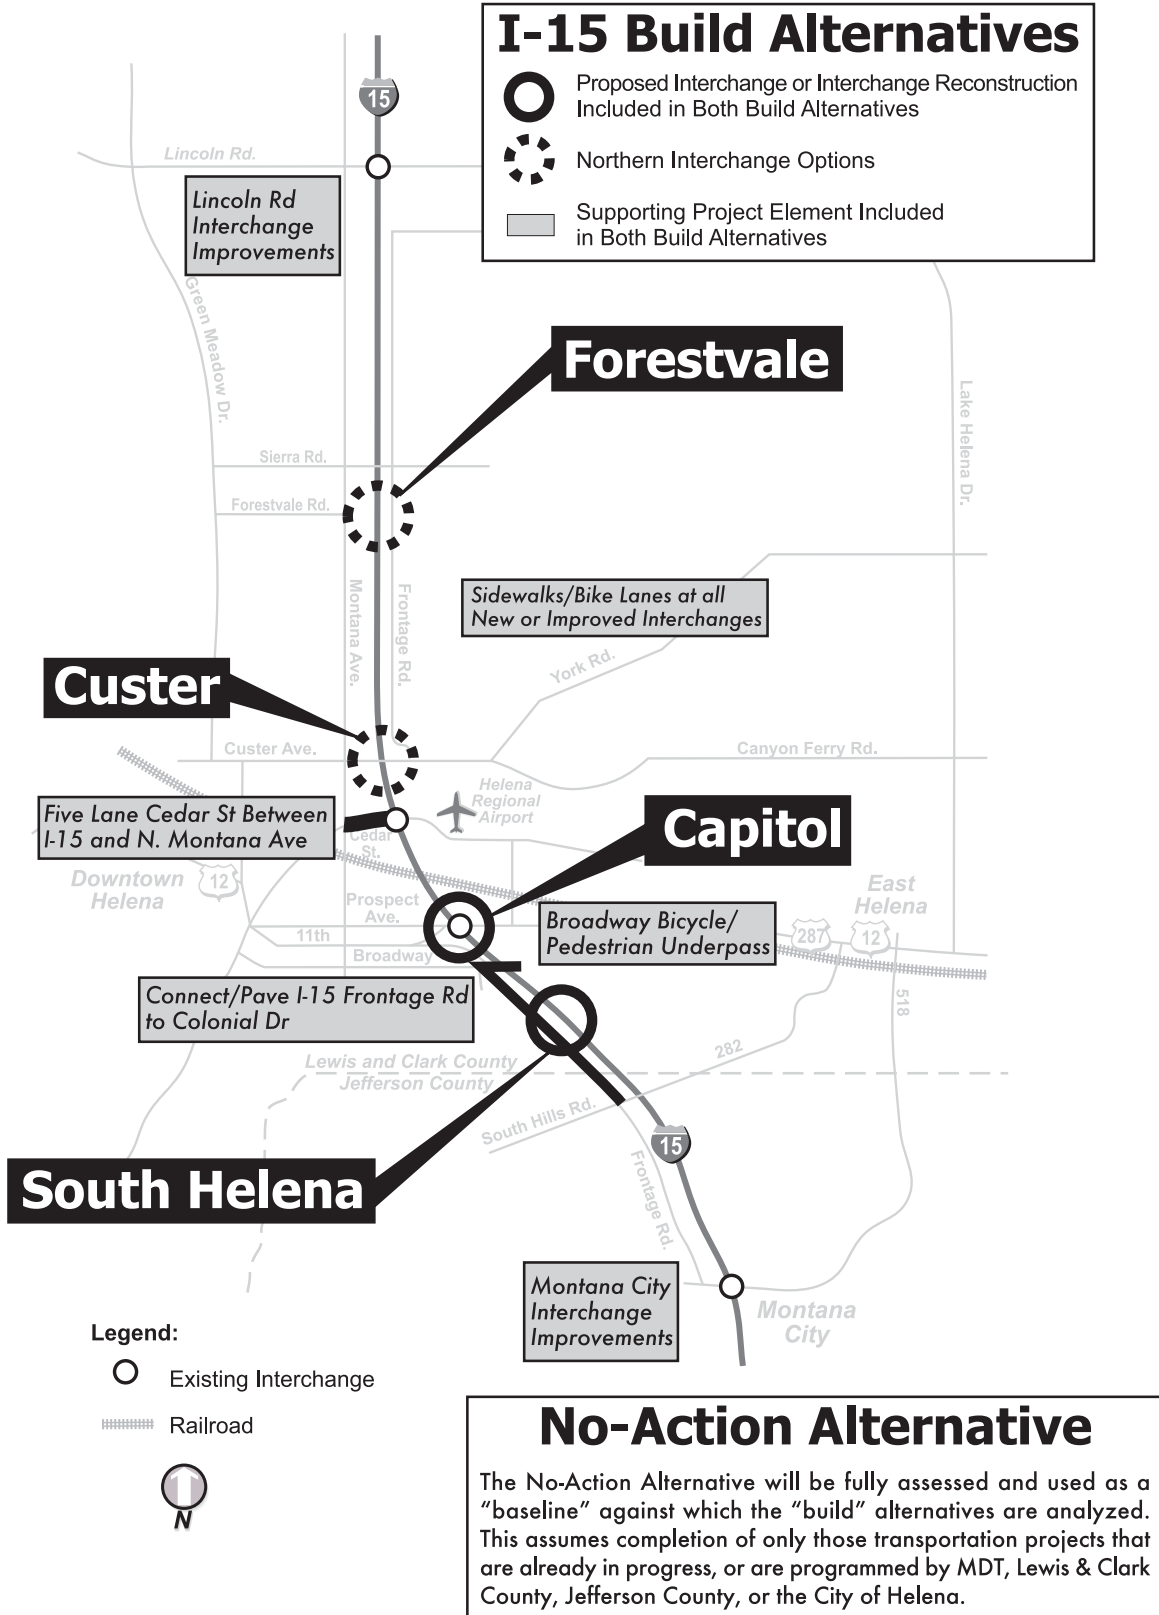 I-15 Build Alternatives
Proposed Interchange or Interchange Reconstruction
Included in Both Build Alternatives
Northern Interchange Options
Supporting Project Element Included
in Both Build Alternatives
15
Lincoln Rd.
Lincoln Rd
Interchange
Improvements
Green Meadow Dr.
Forestvale
Lake Helena Dr.
Sierra Rd.
Forestvale Rd.
Montana Ave.
Frontage Rd.
Sidewalks/Bike Lanes at all
New or Improved Interchanges
York Rd.
Custer
Custer Ave.
Canyon Ferry Rd.
Helena
Regional
Airport
Five Lane Cedar St Between
I-15 and N. Montana Ave
Cedar
St.
Capitol
Downtown
Helena
12
East
Helena
Prospect
Ave.
11th
Broadway
Broadway Bicycle/
Pedestrian Underpass
287
12
518
Connect/Pave I-15 Frontage Rd
to Colonial Dr
282
Lewis and Clark County
Jefferson County
South Hills Rd.
15
Frontage Rd.
South Helena
Montana City
Interchange
Improvements
Montana
City
Legend:
Existing Interchange
Railroad
N
No-Action Alternative
The No-Action Alternative will be fully assessed and used as a
“baseline” against which the “build” alternatives are analyzed.
This assumes completion of only those transportation projects that
are already in progress, or are programmed by MDT, Lewis & Clark
County, Jefferson County, or the City of Helena.